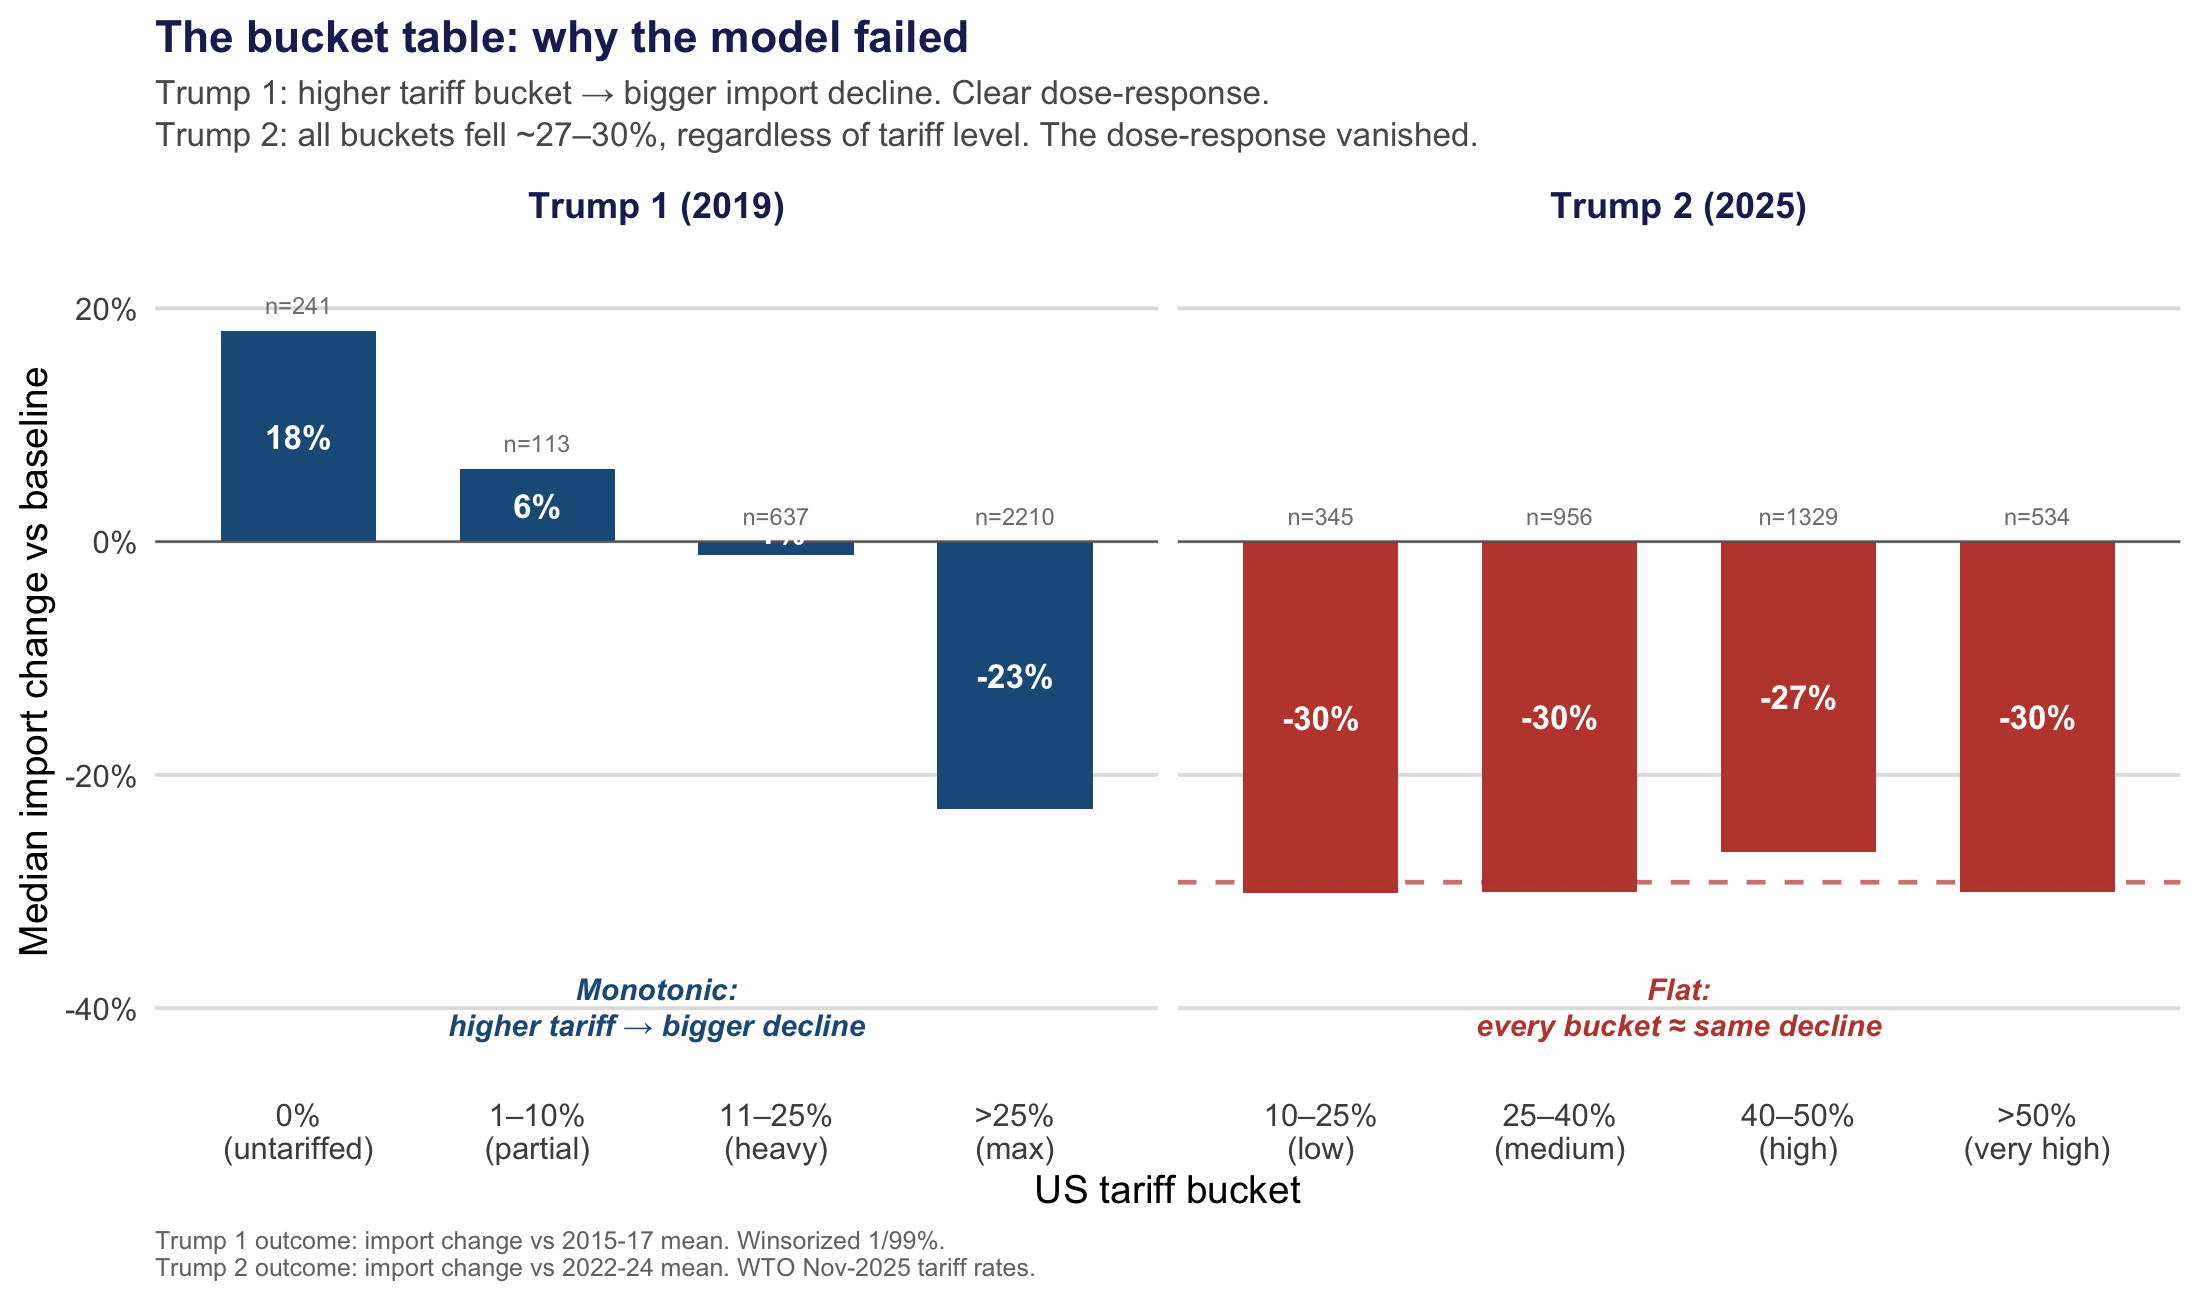 The bucket table: why the model failed
Trump 1: higher tariff bucket → bigger import decline. Clear dose-response.
Trump 2: all buckets fell ~27–30%, regardless of tariff level. The dose-response vanished.
Trump 1 (2019)
Trump 2 (2025)
Median import change vs baseline
20%
0%
-20%
-40%
n=241
18%
n=113
6%
n=637
n=2210
-23%
n=345
-30%
n=956
-30%
n=1329
-27%
n=534
-30%
Monotonic:
higher tariff → bigger decline
Flat:
every bucket ≈ same decline
0%
(untariffed)
1–10%
(partial)
11–25%
(heavy)
>25%
(max)
10–25%
(low)
25–40%
(medium)
40–50%
(high)
>50%
(very high)
US tariff bucket
Trump 1 outcome: import change vs 2015-17 mean. Winsorized 1/99%.
Trump 2 outcome: import change vs 2022-24 mean. WTO Nov-2025 tariff rates.